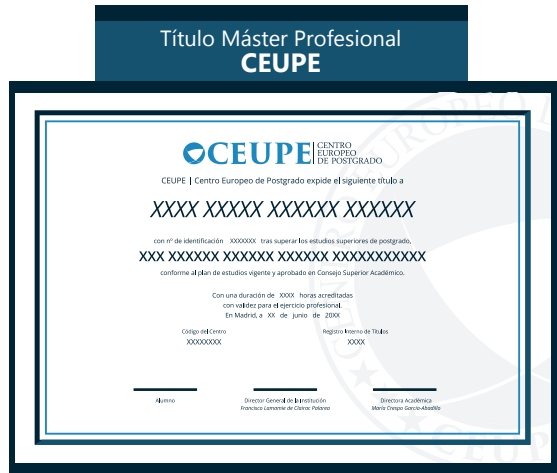 Título Máster Profesional
CEUPE
CEUPE CENTRO
EUROPEO
DE POSTGRADO
CEUPE | Centro Europeo de Postgrado expide el siguiente título a
XXXX XXXXX XXXXXX XXXXXX
con nº de identificación XXXXXXX tras superar los estudios superiores de postgrado,
XXX XXXXXX XXXXXX XXXXXX XXXXXXXXXXX
conforme al plan de estudios vigente y aprobado en Consejo Superior Académico.
Con una duración de XXXX horas acreditadas
con validez para el ejercicio profesional.
En Madrid, a XX de junio de 20XX
Código del Centro
XXXXXXXX
Registro Interno de Títulos
XXXX
Alumno
Director General de la Institución
Francisco Lamamie de Clairac Palarea
Directora Académica
María Crespo García-Abadillo